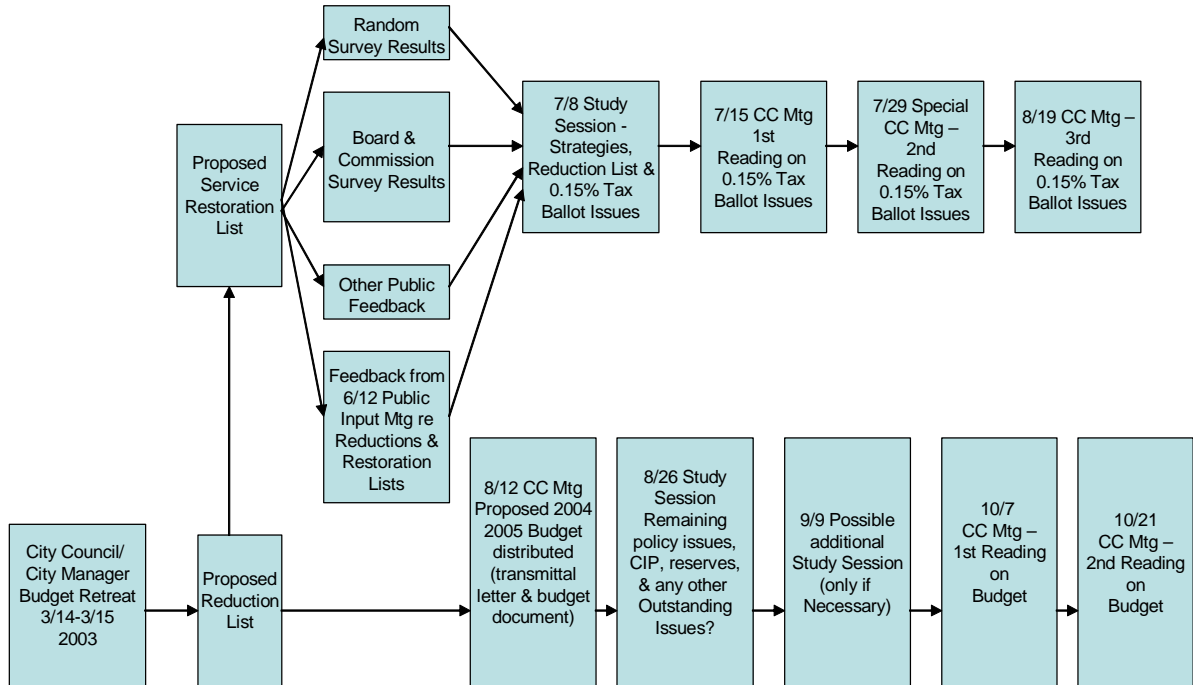 Random
Survey Results
Board &
Commission
Survey Results
Proposed
Service
Restoration
List
Other Public
Feedback
Feedback from
6/12 Public
Input Mtg re
Reductions &
Restoration
Lists
7/8 Study
Session -
Strategies,
Reduction List &
0.15% Tax
Ballot Issues
7/15 CC Mtg
1st
Reading on
0.15% Tax
Ballot Issues
7/29 Special
CC Mtg –
2nd
Reading on
0.15% Tax
Ballot Issues
8/19 CC Mtg –
3rd
Reading on
0.15% Tax
Ballot Issues
City Council/
City Manager
Budget Retreat
3/14-3/15
2003
Proposed
Reduction
List
8/12 CC Mtg
Proposed 2004
2005 Budget
distributed
(transmittal
letter & budget
document)
8/26 Study
Session
Remaining
policy issues,
CIP, reserves,
& any other
Outstanding
Issues?
9/9 Possible
additional
Study Session
(only if
Necessary)
10/7
CC Mtg –
1st Reading
on
Budget
10/21
CC Mtg –
2nd Reading on
Budget